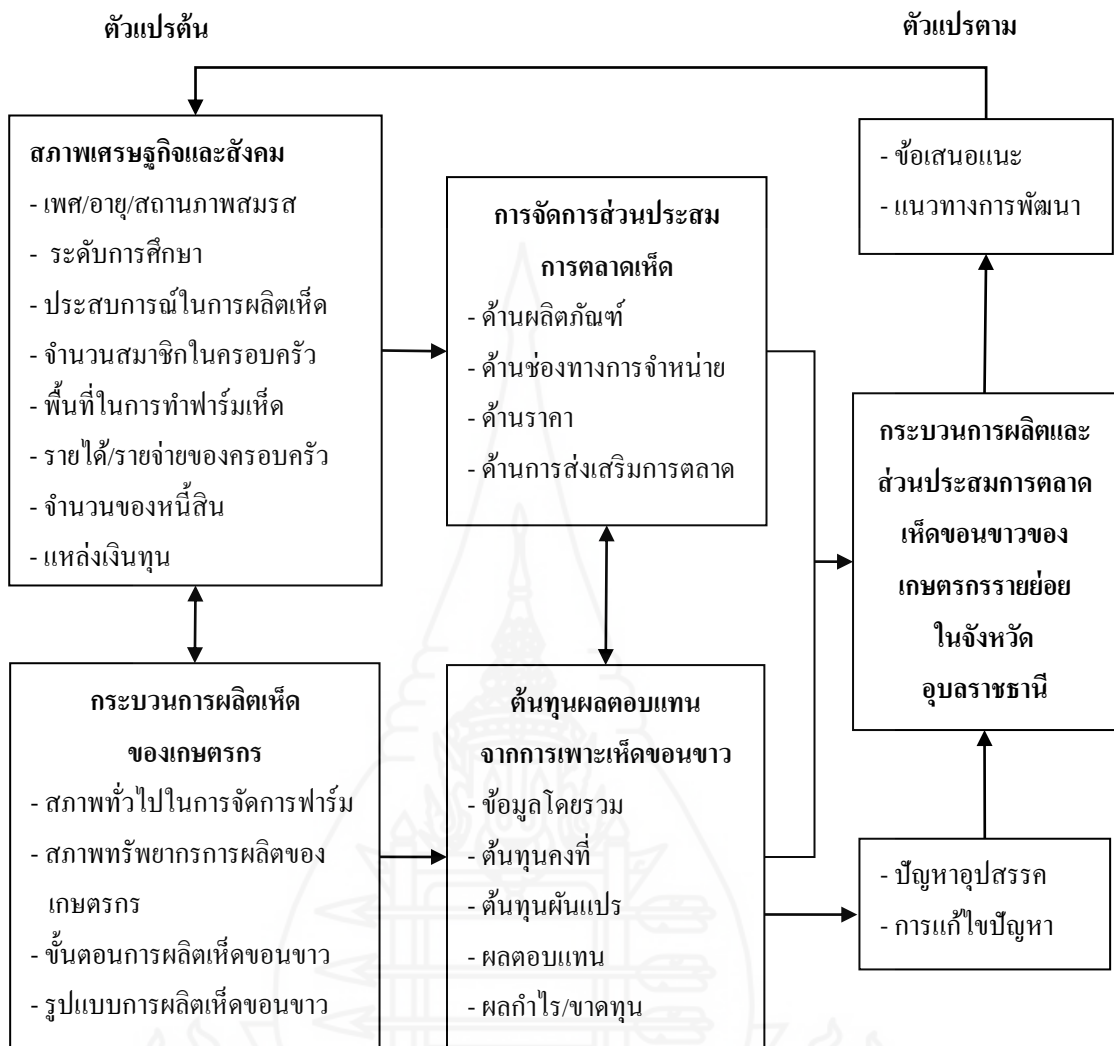 ตัวแปรต้น
ตัวแปรตาม
สภาพเศรษฐกิจและสังคม
- เพศ/อายุ/สถานภาพสมรส
- ระดับการศึกษา
- ประสบการณ์ในการผลิตเห็ด
- จำนวนสมาชิกในครอบครัว
- พื้นที่ในการทำฟาร์มเห็ด
- รายได้/รายจ่ายของครอบครัว
- จำนวนของหนี้สิน
- แหล่งเงินทุน
การจัดการส่วนประสม
การตลาดเห็ด
- ด้านผลิตภัณฑ์
- ด้านช่องทางการจำหน่าย
- ด้านราคา
- ด้านการส่งเสริมการตลาด
- ข้อเสนอแนะ
- แนวทางการพัฒนา
กระบวนการผลิตและ
ส่วนประสมการตลาด
เห็ดขอนขาวของ
เกษตรกรรายย่อย
ในจังหวัด
อุบลราชธานี
กระบวนการผลิตเห็ด
ของเกษตรกร
- สภาพทั่วไปในการจัดการฟาร์ม
- สภาพทรัพยากรการผลิตของ
เกษตรกร
- ขั้นตอนการผลิตเห็ดขอนขาว
- รูปแบบการผลิตเห็ดขอนขาว
ต้นทุนผลตอบแทน
จากการเพาะเห็ดขอนขาว
- ข้อมูลโดยรวม
- ต้นทุนคงที่
- ต้นทุนผันแปร
- ผลตอบแทน
- ผลกำไร/ขาดทุน
- ปัญหาอุปสรรค
- การแก้ไขปัญหา